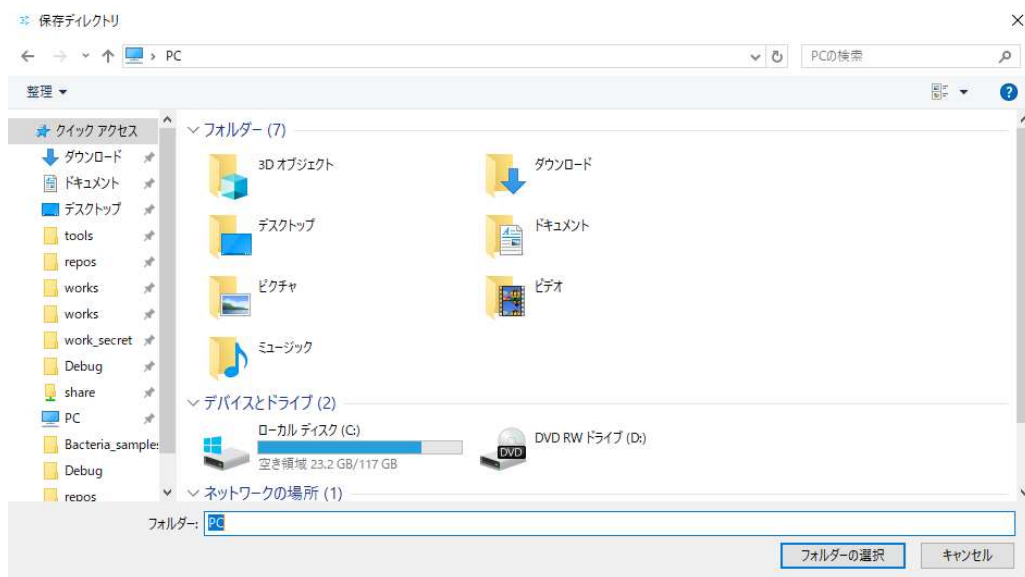 保存ディレクトリ
PC
PCの検索
整理
クイック アクセス
ダウンロード
ドキュメント
デスクトップ
tools
repos
works
works
work_secret
Debug
share
PC
Bacteria_samples
Debug
repos
フォルダー (7)
3D オブジェクト
ダウンロード
デスクトップ
ドキュメント
ピクチャ
ビデオ
ミュージック
デバイスとドライブ (2)
ローカル ディスク (C:)
空き領域 23.2 GB/117 GB
DVD RW ドライブ (D:)
DVD
ネットワークの場所 (1)
フォルダー: PC
フォルダーの選択
キャンセル